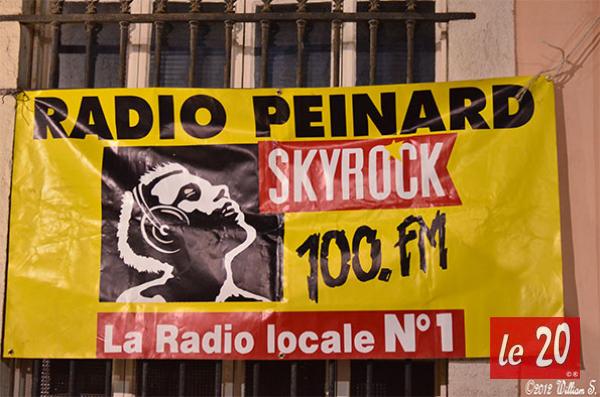 RADIO PEINARD
SKYROCK
100.FM
La Radio locale N°1
le 20
©®
©2012 William S.